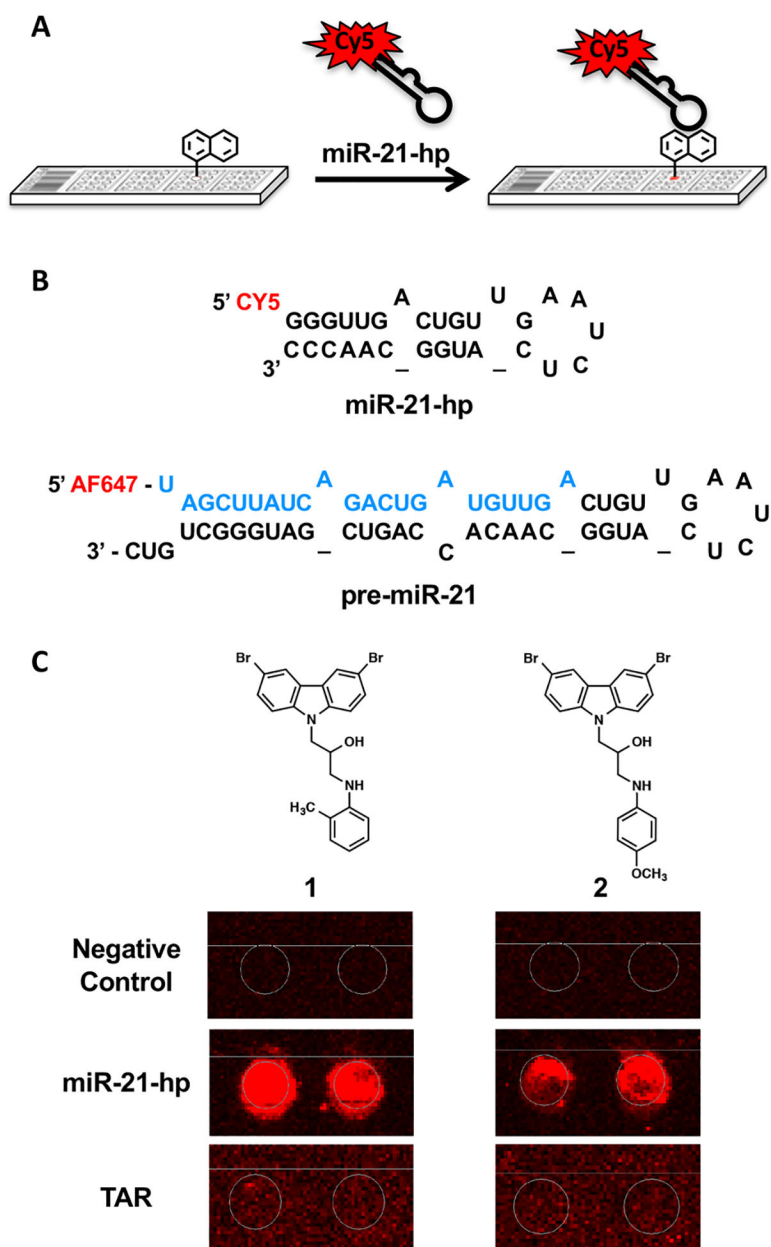 A
Cy5
Cy5
miR-21-hp
B
5’ CY5
A
U
A
A
GGGUUG CUGU G U
CCCAAC GGUA C C
3’ – – U
miR-21-hp
A A A U A A
5’ AF647 - U AGCUUAUC GACUG UGUUG CUGU G U
UCGGGUAG CUGAC ACAAC GGUA C C
3’ - CUG – C – – U
pre-miR-21
C
Br Br
N
OH
NH
H₃C
1
Br Br
N
OH
NH
OCH₃
2
Negative
Control
miR-21-hp
TAR